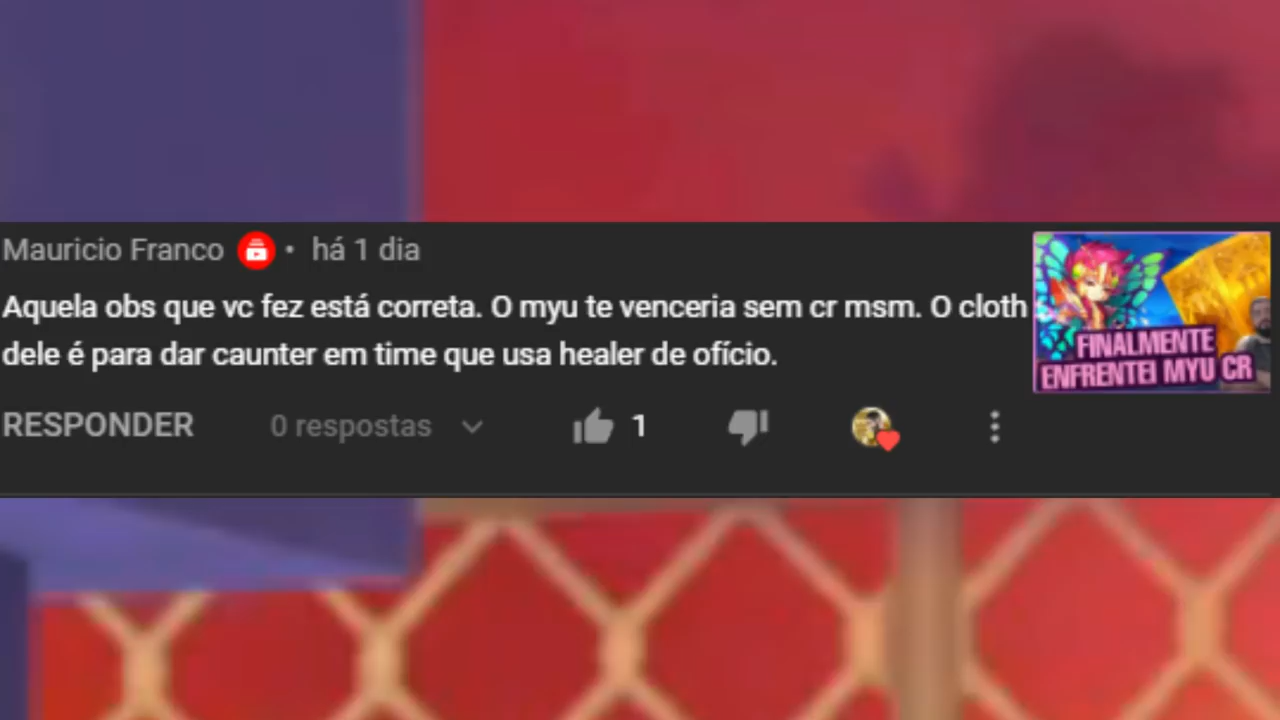 Mauricio Franco • há 1 dia
Aquela obs que vc fez está correta. O myu te venceria sem cr msm. O cloth
dele é para dar caunter em time que usa healer de ofício.
FINALMENTE
ENFRENTEI MYU CR
RESPONDER 0 respostas 1